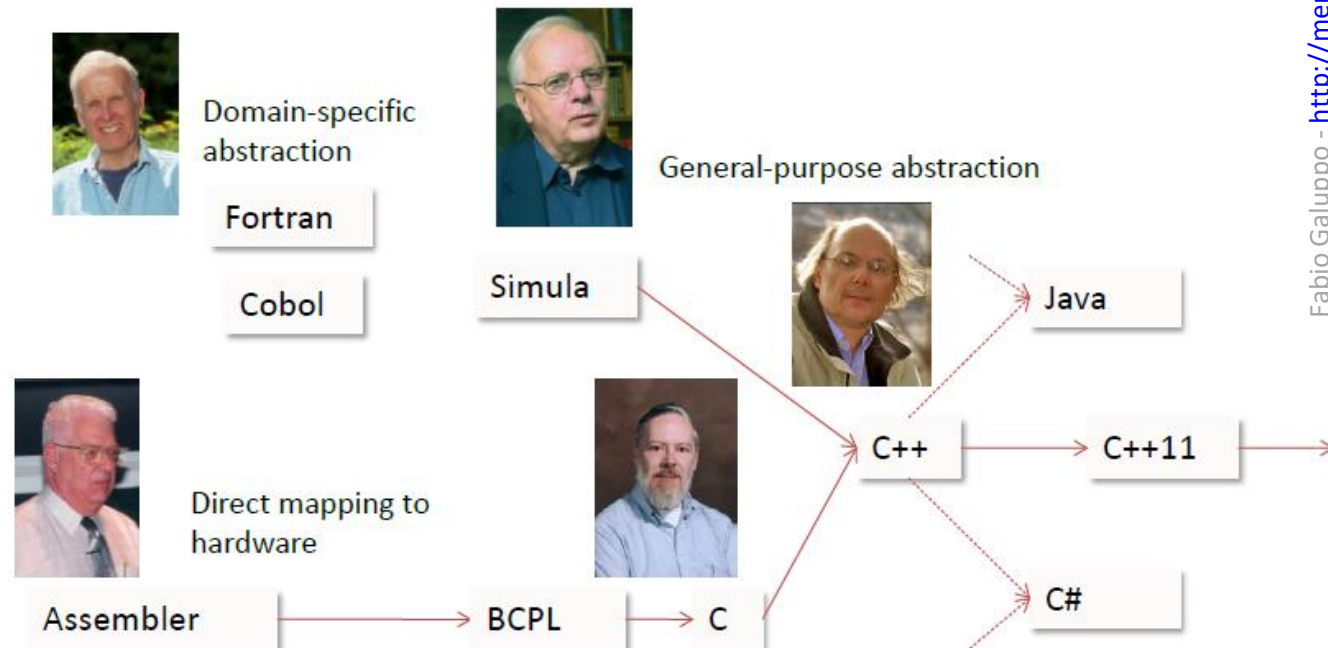 Domain-specific
abstraction
Fortran
Cobol
General-purpose abstraction
Simula
Java
C++
C++11
Direct mapping to
hardware
C#
Assembler
BCPL
C
Fabio Galuppo - http://me